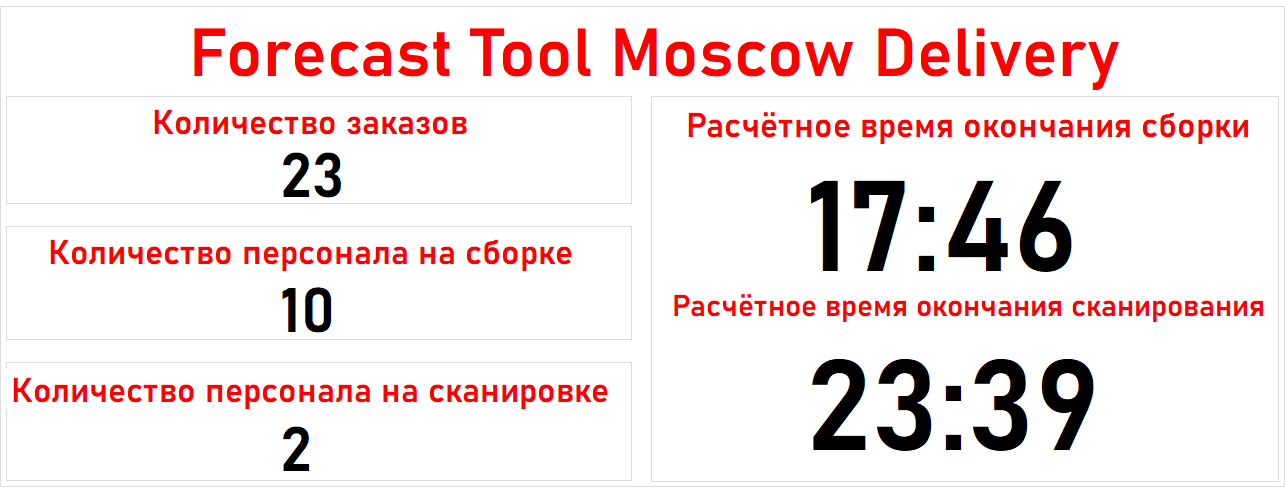 Forecast Tool Moscow Delivery
Количество заказов
23
Количество персонала на сборке
10
Количество персонала на сканировке
2
Расчётное время окончания сборки
17:46
Расчётное время окончания сканирования
23:39